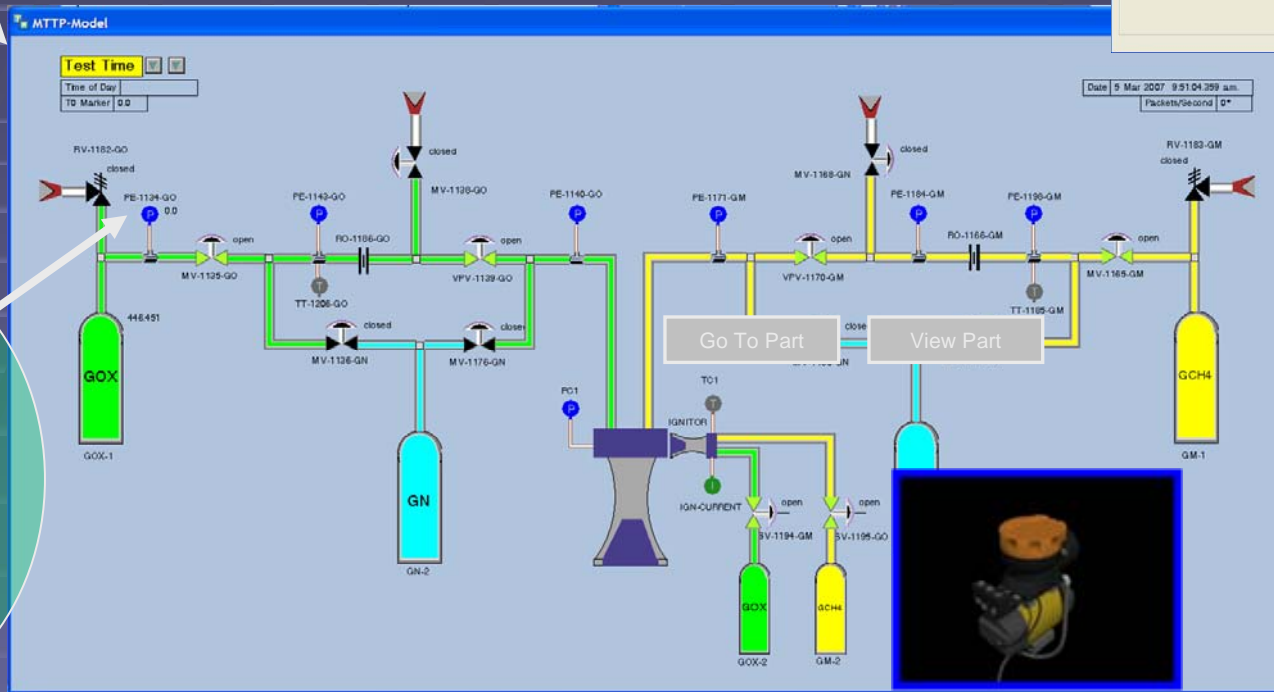 MTTP-Model
Test Time
Time of Day
T0 Marker 0.0
Date 5 Mar 2007 9:51:04.359 a.m.
Packets/Second 0*
RV-1182-GO
closed
PE-1134-GO
0.0
MV-1135-GO
open
PE-1143-GO
TT-1206-GO
RO-1186-GO
closed
MV-1138-GO
open
VPV-1139-GO
PE-1140-GO
PE-1171-GM
MV-1168-GN
closed
open
VPV-1170-GM
PE-1184-GM
RO-1166-GM
PE-1198-GM
TT-1185-GM
open
MV-1165-GM
RV-1183-GM
closed
446.451
GOX
GOX-1
closed
MV-1136-GN
MV-1176-GN
GN
GN-2
Go To Part
View Part
PC1
TC1
IGNITOR
IGN-CURRENT
open
SV-1194-GM
open
SV-1195-GO
GOX
GOX-2
GCH4
GM-2
GCH4
GM-1